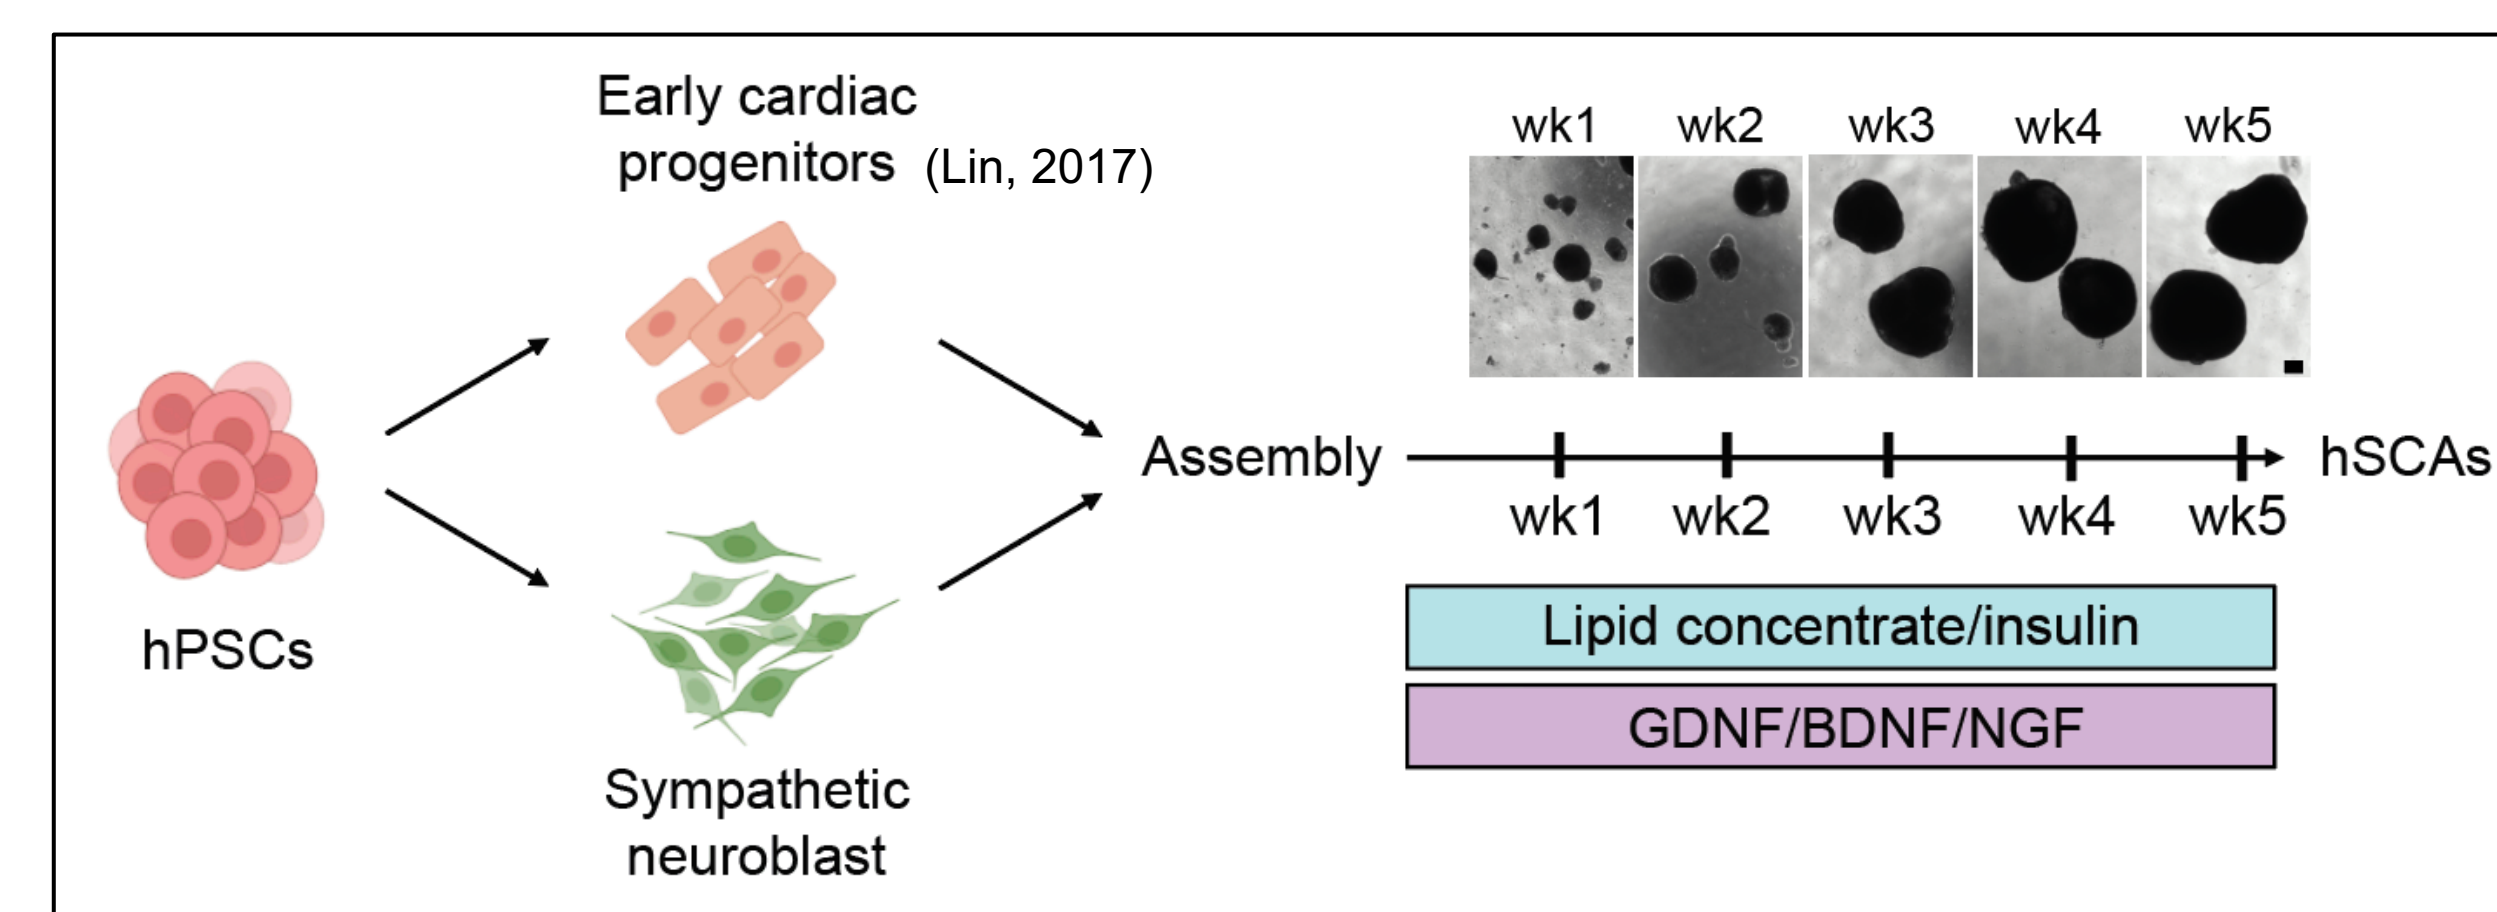 Early cardiac
progenitors (Lin, 2017)
wk1 wk2 wk3 wk4 wk5
hPSCs
Assembly
hSCAs
wk1 wk2 wk3 wk4 wk5
Lipid concentrate/insulin
GDNF/BDNF/NGF
Sympathetic
neuroblast